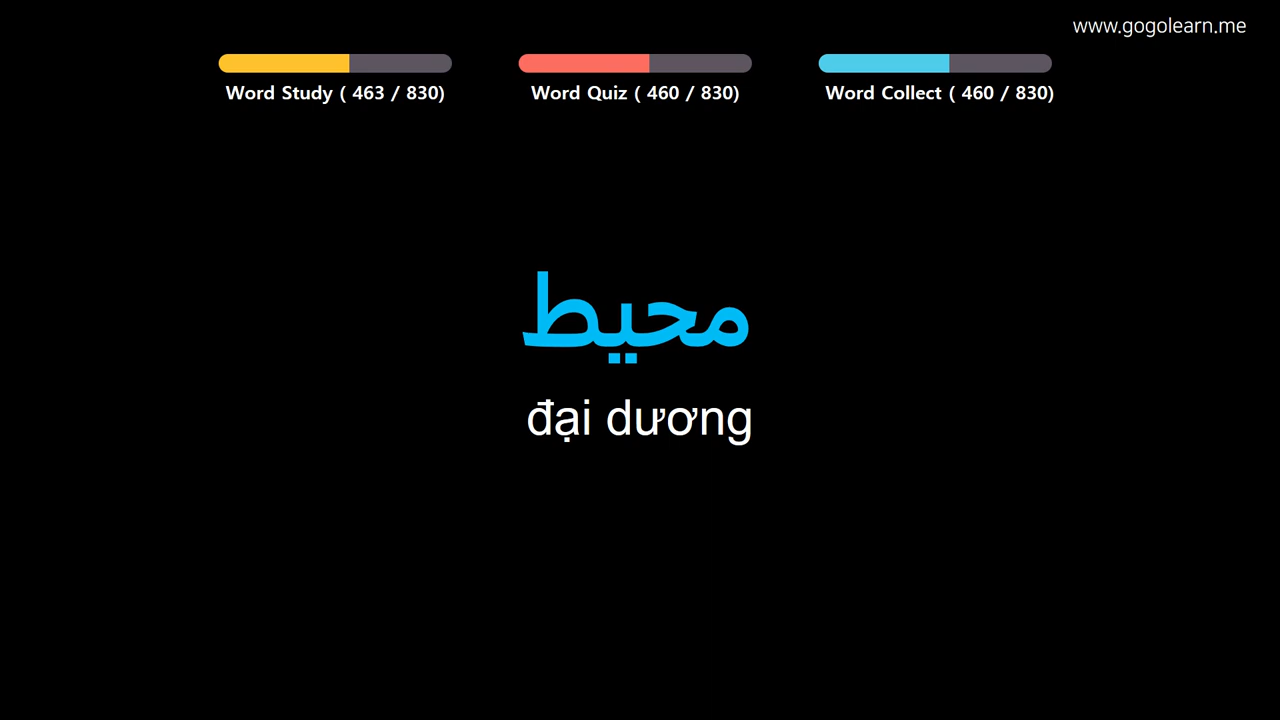 www.gogolearn.me
Word Study ( 463 / 830)
Word Quiz ( 460 / 830)
Word Collect ( 460 / 830)
محيط
đại dương